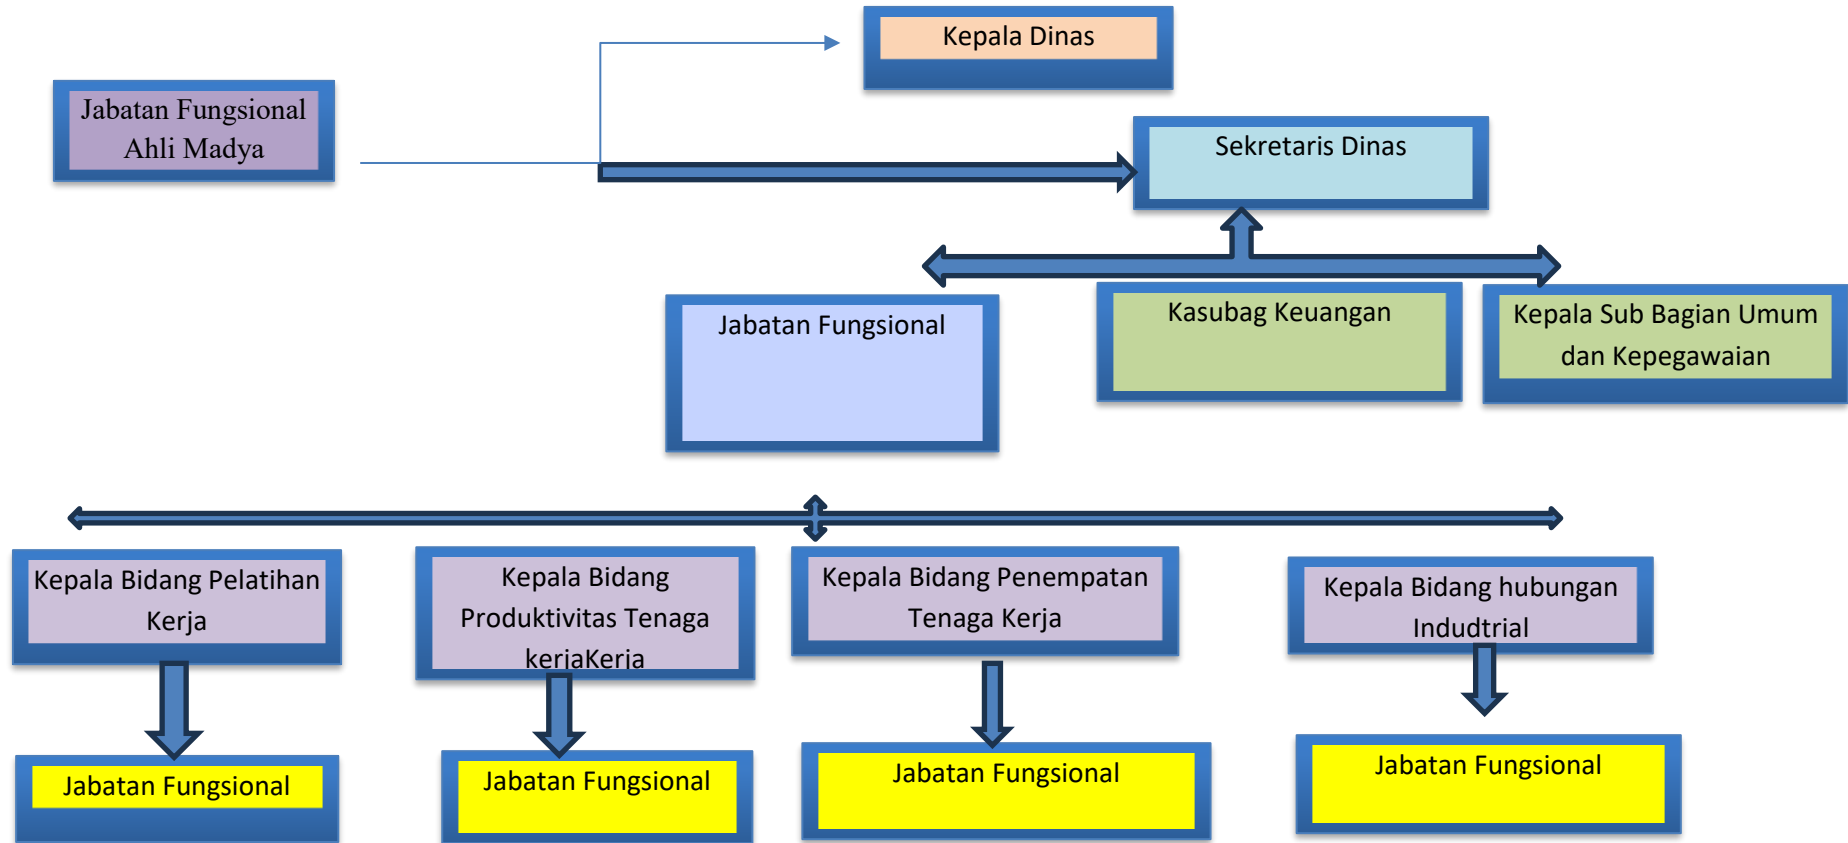 Kepala Dinas
Jabatan Fungsional
Ahli Madya
Sekretaris Dinas
Jabatan Fungsional
Kasubag Keuangan
Kepala Sub Bagian Umum
dan Kepegawaian
Kepala Bidang Pelatihan
Kerja
Kepala Bidang
Produktivitas Tenaga
kerjaKerja
Kepala Bidang Penempatan
Tenaga Kerja
Kepala Bidang hubungan
Indudtrial
Jabatan Fungsional
Jabatan Fungsional
Jabatan Fungsional
Jabatan Fungsional